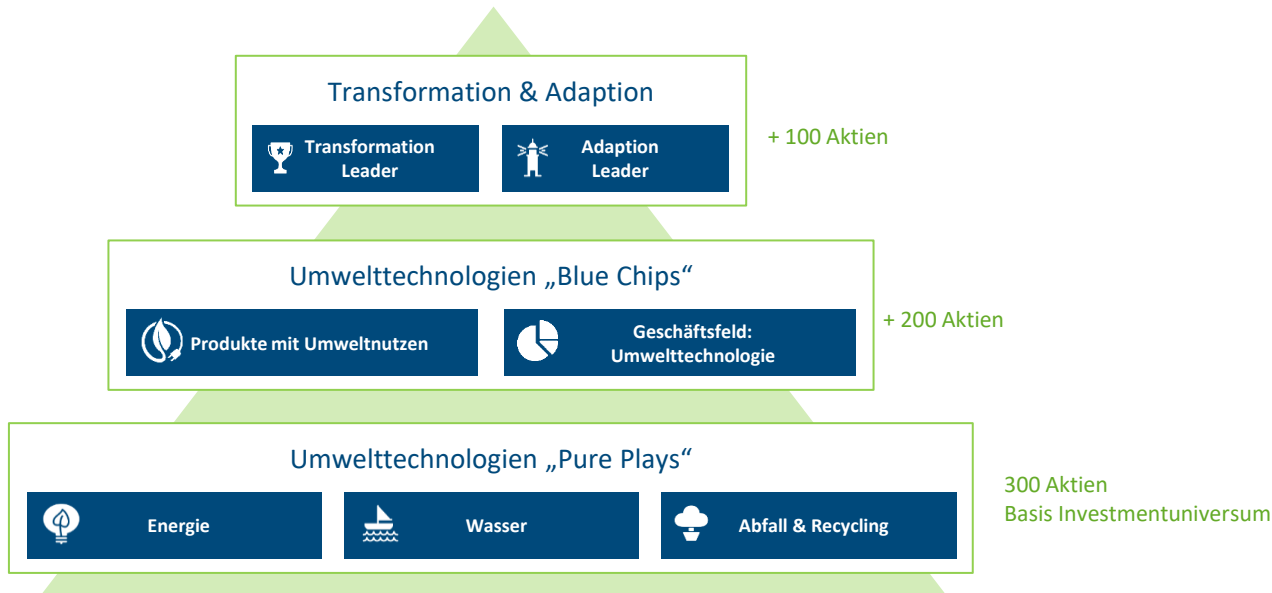 Transformation & Adaption
Transformation
Leader
Adaption
Leader
+ 100 Aktien
Umwelttechnologien „Blue Chips“
Produkte mit Umweltnutzen
Geschäftsfeld:
Umwelttechnologie
+ 200 Aktien
Umwelttechnologien „Pure Plays“
Energie
Wasser
Abfall & Recycling
300 Aktien
Basis Investmentuniversum